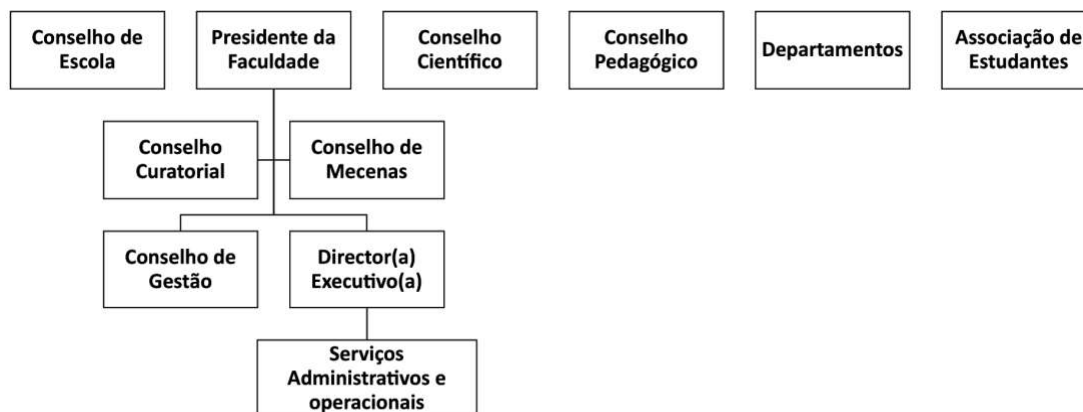 Conselho de
Escola
Presidente da
Faculdade
Conselho
Científico
Conselho
Pedagógico
Departamentos
Associação de
Estudantes
Conselho
Curatorial
Conselho de
Mecenas
Conselho de
Gestão
Director(a)
Executivo(a)
Serviços
Administrativos e
operacionais